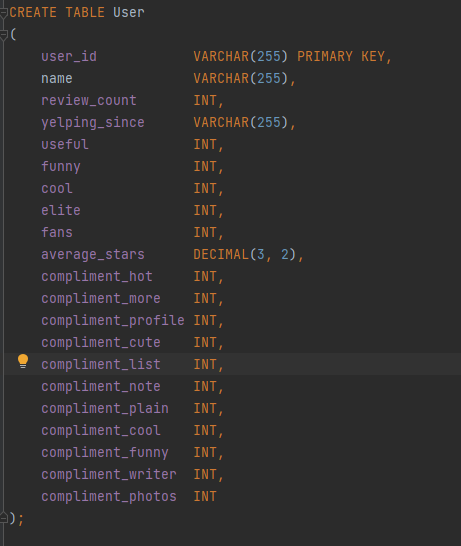 CREATE TABLE User
(
    user_id            VARCHAR(255) PRIMARY KEY,
    name               VARCHAR(255),
    review_count       INT,
    yelping_since      VARCHAR(255),
    useful             INT,
    funny              INT,
    cool               INT,
    elite              INT,
    fans               INT,
    average_stars      DECIMAL(3, 2),
    compliment_hot     INT,
    compliment_more    INT,
    compliment_profile INT,
    compliment_cute    INT,
    compliment_list    INT,
    compliment_note    INT,
    compliment_plain   INT,
    compliment_cool    INT,
    compliment_funny   INT,
    compliment_writer  INT,
    compliment_photos  INT
);